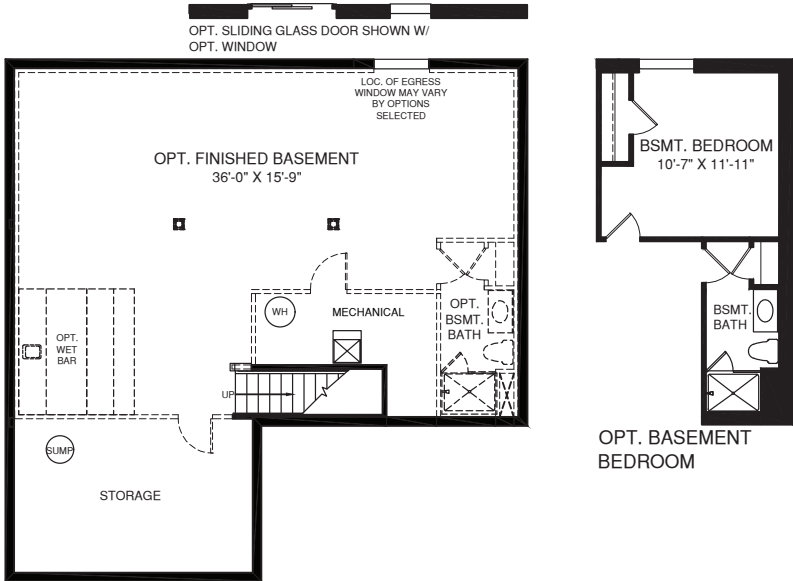 OPT. SLIDING GLASS DOOR SHOWN W/
OPT. WINDOW
LOC. OF EGRESS
WINDOW MAY VARY
BY OPTIONS
SELECTED
OPT. FINISHED BASEMENT
36'-0" X 15'-9"
WH
MECHANICAL
OPT.
BSMT.
BATH
OPT.
WET
BAR
UP
SUMP
STORAGE
BSMT. BEDROOM
10'-7" X 11'-11"
BSMT.
BATH
OPT. BASEMENT
BEDROOM